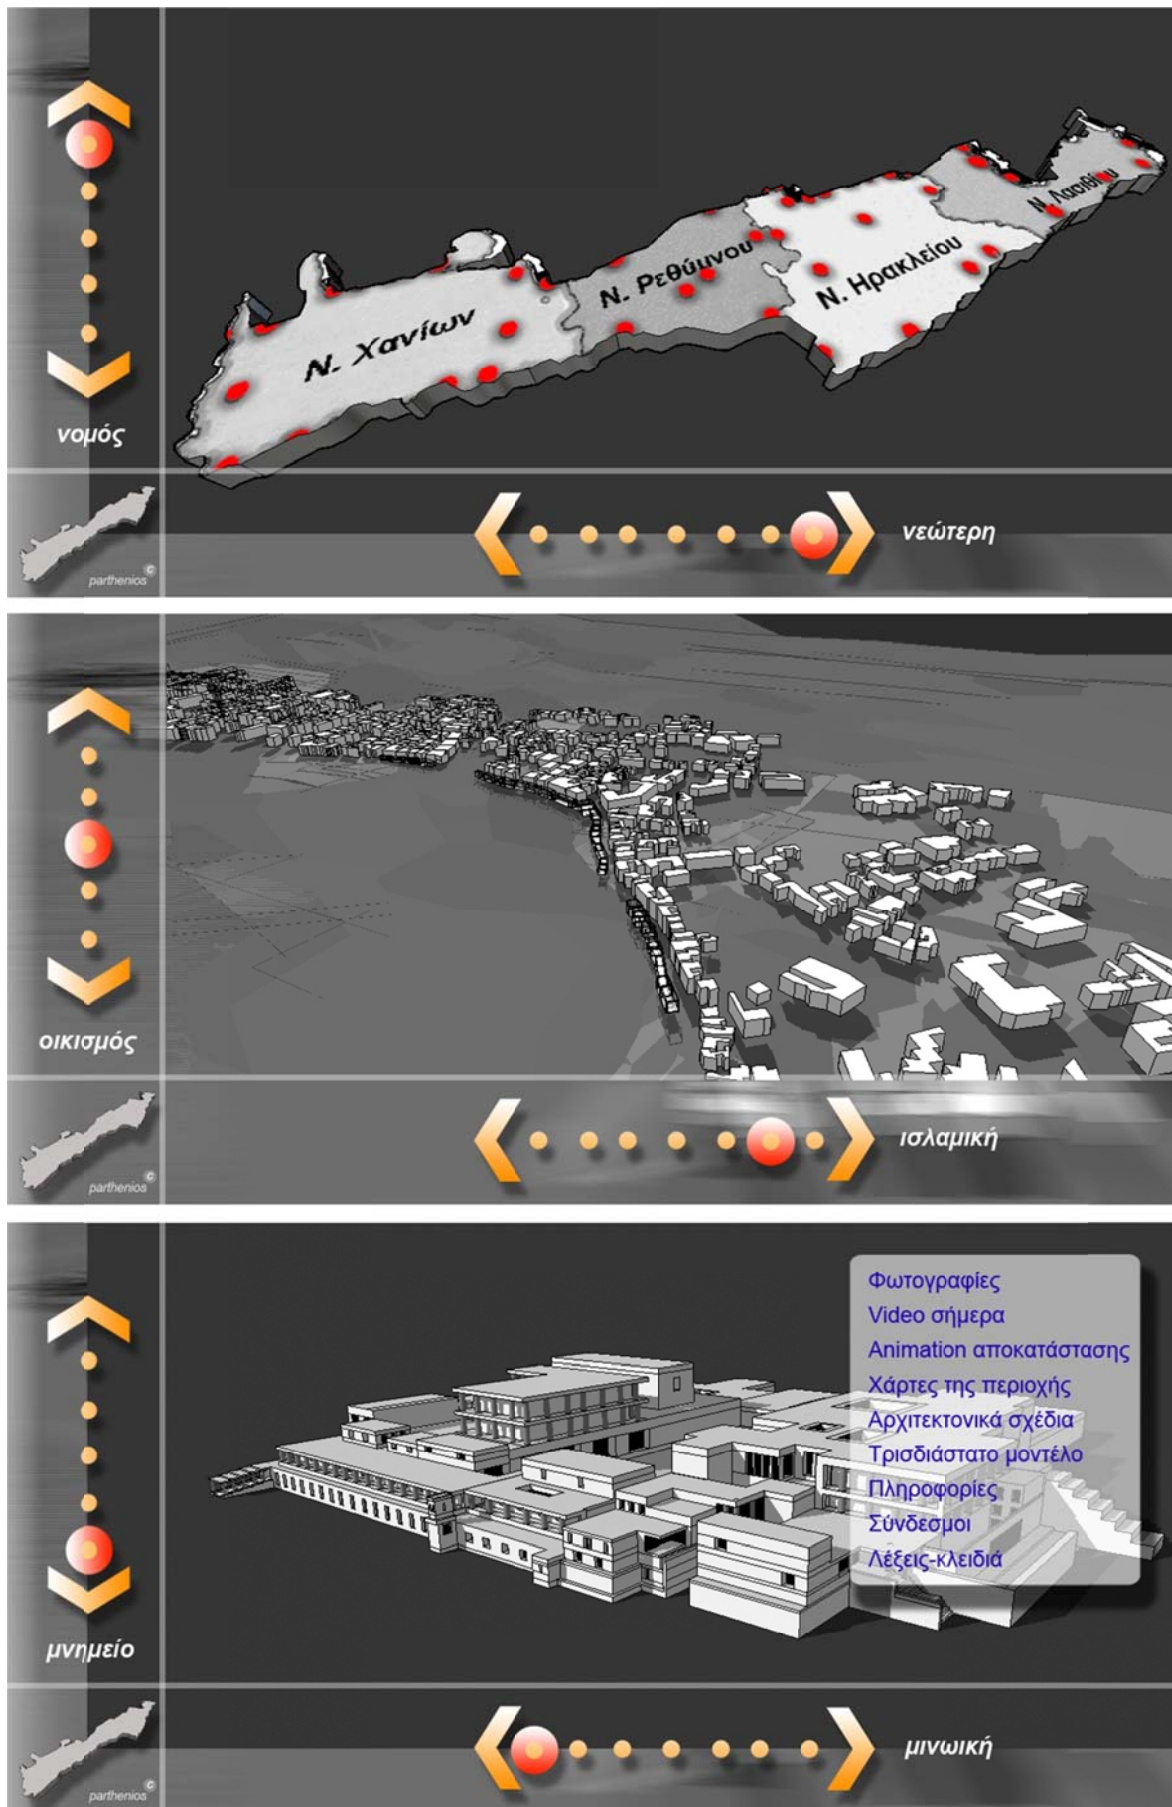 Ν. Χανίων
Ν. Ρεθύμνου
Ν. Ηρακλείου
Ν. Λασιθίου
νομός
νεώτερη
parthenios ©
οικισμός
ισλαμική
parthenios ©
Φωτογραφίες
Video σήμερα
Animation αποκατάστασης
Χάρτες της περιοχής
Αρχιτεκτονικά σχέδια
Τρισδιάστατο μοντέλο
Πληροφορίες
Σύνδεσμοι
Λέξεις-κλειδιά
μνημείο
μινωική
parthenios ©